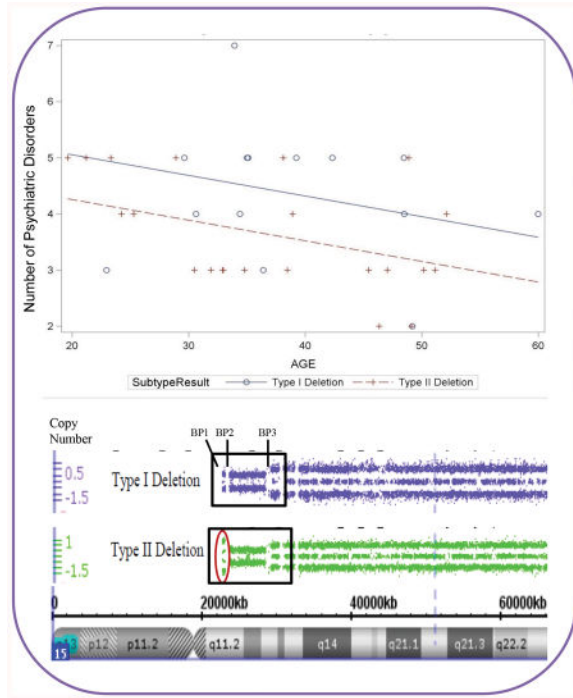 7
6
5
4
3
2
Number of Psychiatric Disorders
20 30 40 50 60
AGE
SubtypeResult Type I Deletion Type II Deletion
Copy
Number
BP1 BP2 BP3
0.5
-1.5
Type I Deletion
1
-1.5
Type II Deletion
0 20000kb 40000kb 60000kb
p13 p12 p11.2 q11.2 q14 q21.1 q21.3 q22.2
15